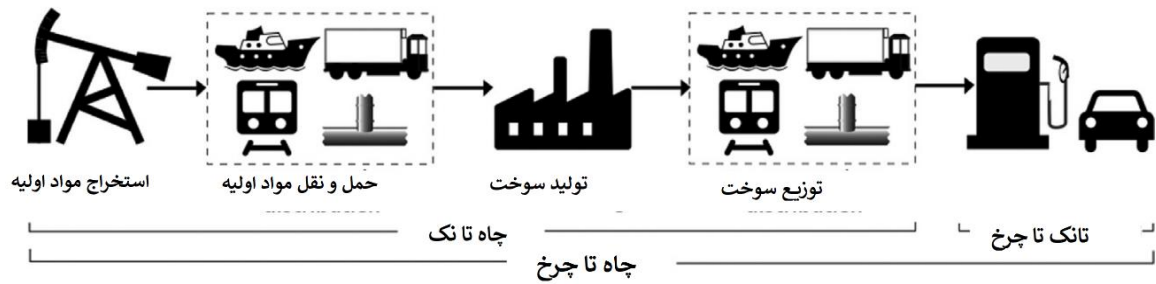 استخراج مواد اولیه
حمل و نقل مواد اولیه
تولید سوخت
توزیع سوخت
چاه تا نک
تانک تا چرخ
چاه تا چرخ